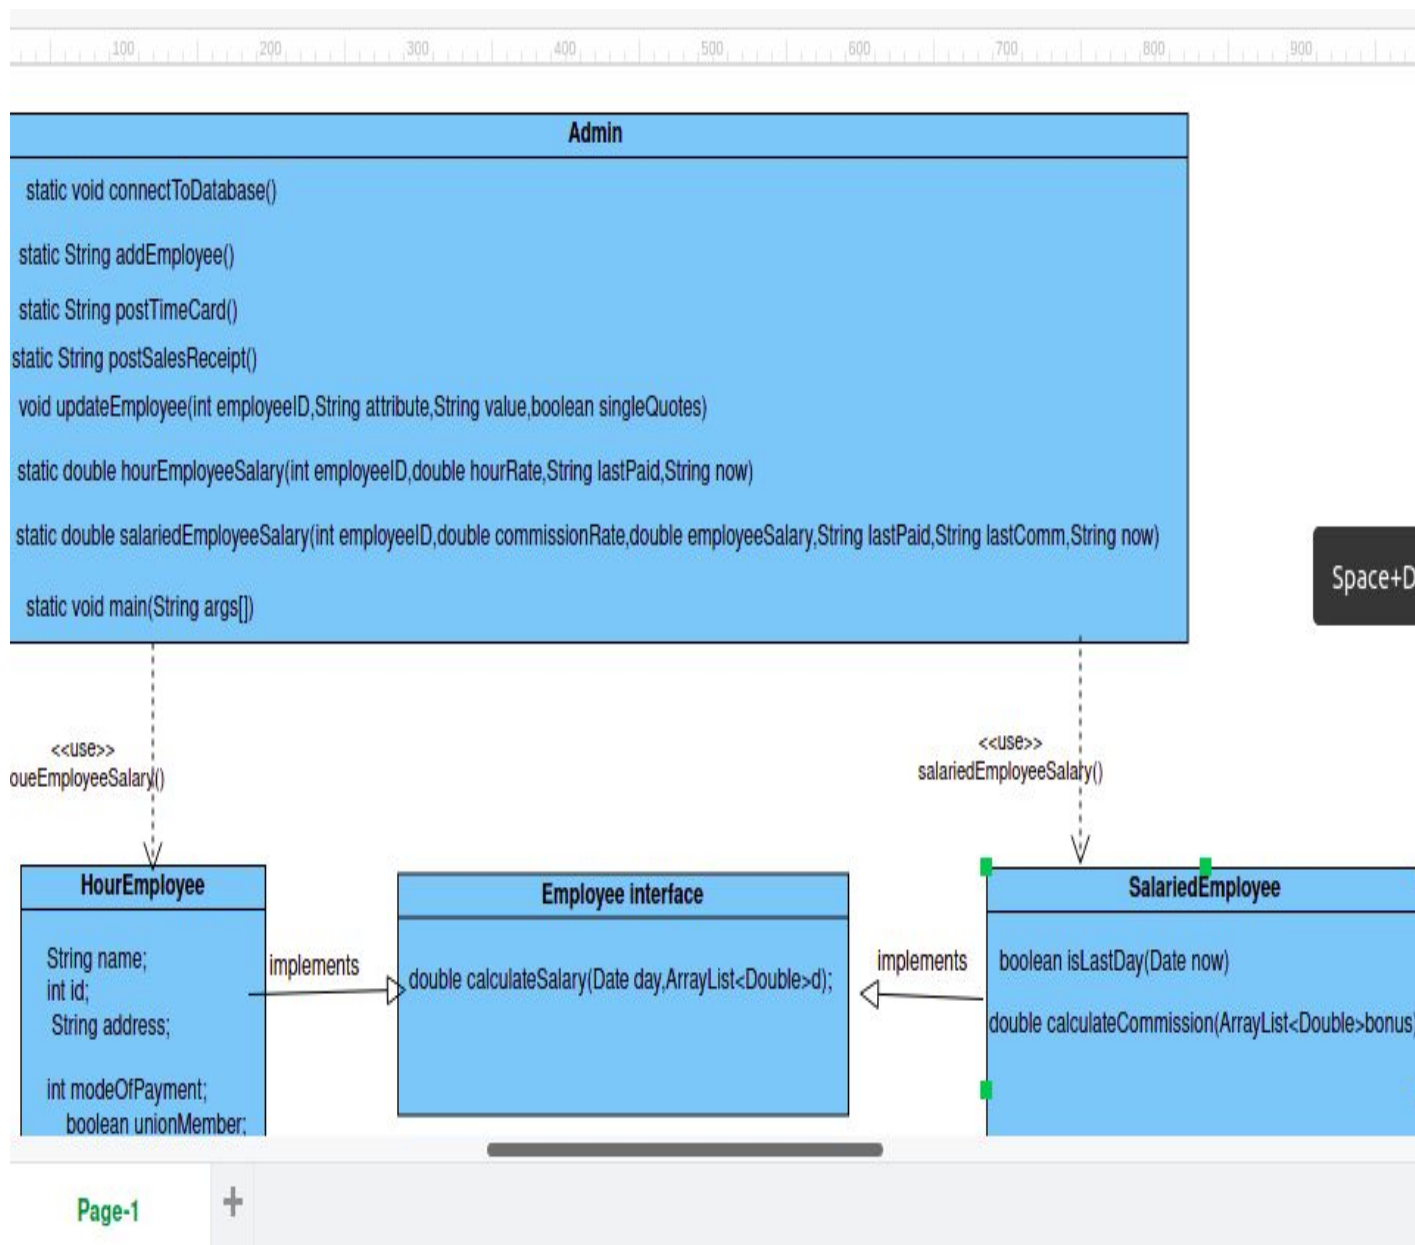 100 200 300 400 500 600 700 800 900
Admin
static void connectToDatabase()
static String addEmployee()
static String postTimeCard()
static String postSalesReceipt()
void updateEmployee(int employeeID,String attribute,String value,boolean singleQuotes)
static double hourEmployeeSalary(int employeeID,double hourRate,String lastPaid,String now)
static double salariedEmployeeSalary(int employeeID,double commissionRate,double employeeSalary,String lastPaid,String lastComm,String now)
static void main(String args[])
Space+D
<<use>>
oueEmployeeSalary()
<<use>>
salariedEmployeeSalary()
HourEmployee
String name;
int id;
String address;
int modeOfPayment;
boolean unionMember;
implements
Employee interface
double calculateSalary(Date day,ArrayList<Double>d);
implements
SalariedEmployee
boolean isLastDay(Date now)
double calculateCommission(ArrayList<Double>bonus)
Page-1
+